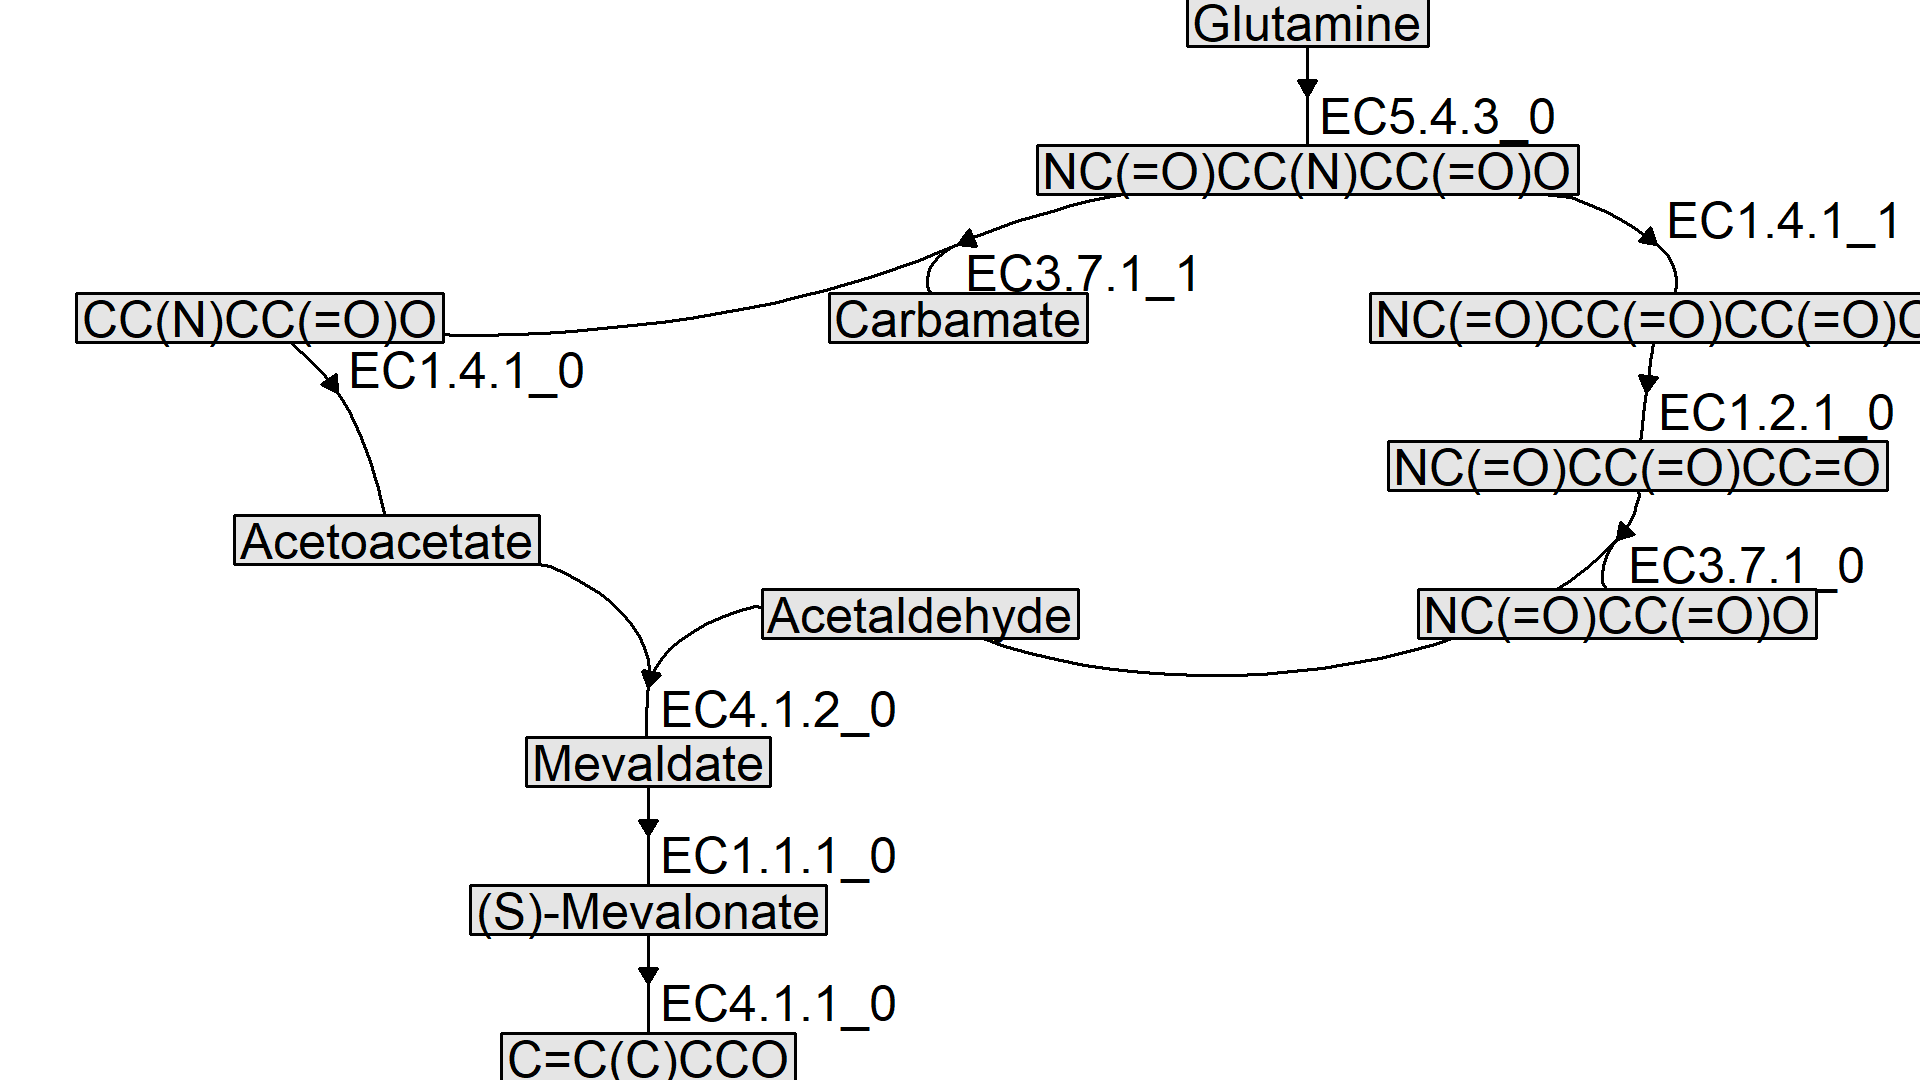 Glutamine
EC5.4.3_0
NC(=O)CC(N)CC(=O)O
EC1.4.1_1
EC3.7.1_1
CC(N)CC(=O)O
Carbamate
NC(=O)CC(=O)CC(=O)O
EC1.4.1_0
EC1.2.1_0
NC(=O)CC(=O)CC=O
Acetoacetate
EC3.7.1_0
Acetaldehyde
NC(=O)CC(=O)O
EC4.1.2_0
Mevaldate
EC1.1.1_0
(S)-Mevalonate
EC4.1.1_0
C=C(C)CCO